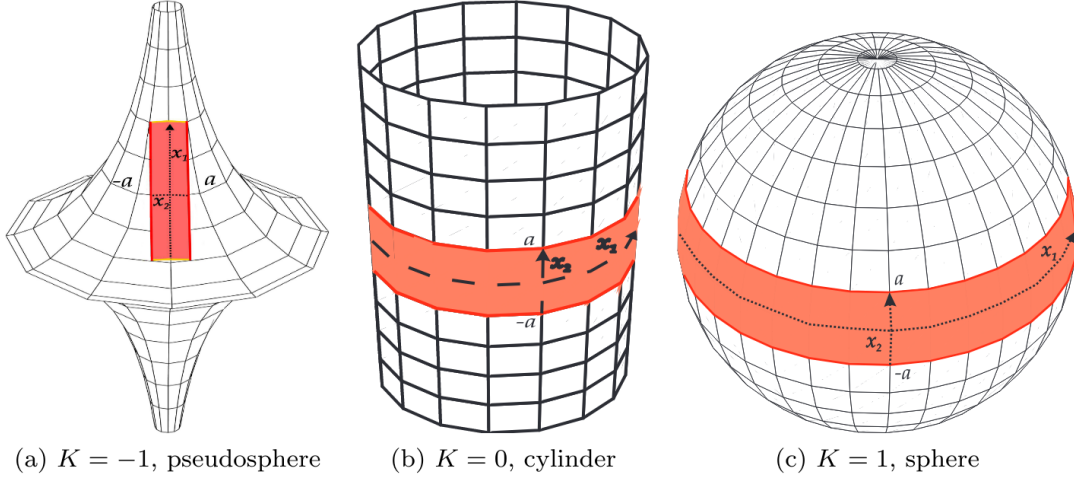 x₁
-a
a
x₂
(a) K = −1, pseudosphere
a
x₁
x₂
-a
(b) K = 0, cylinder
x₁
a
x₂
-a
(c) K = 1, sphere